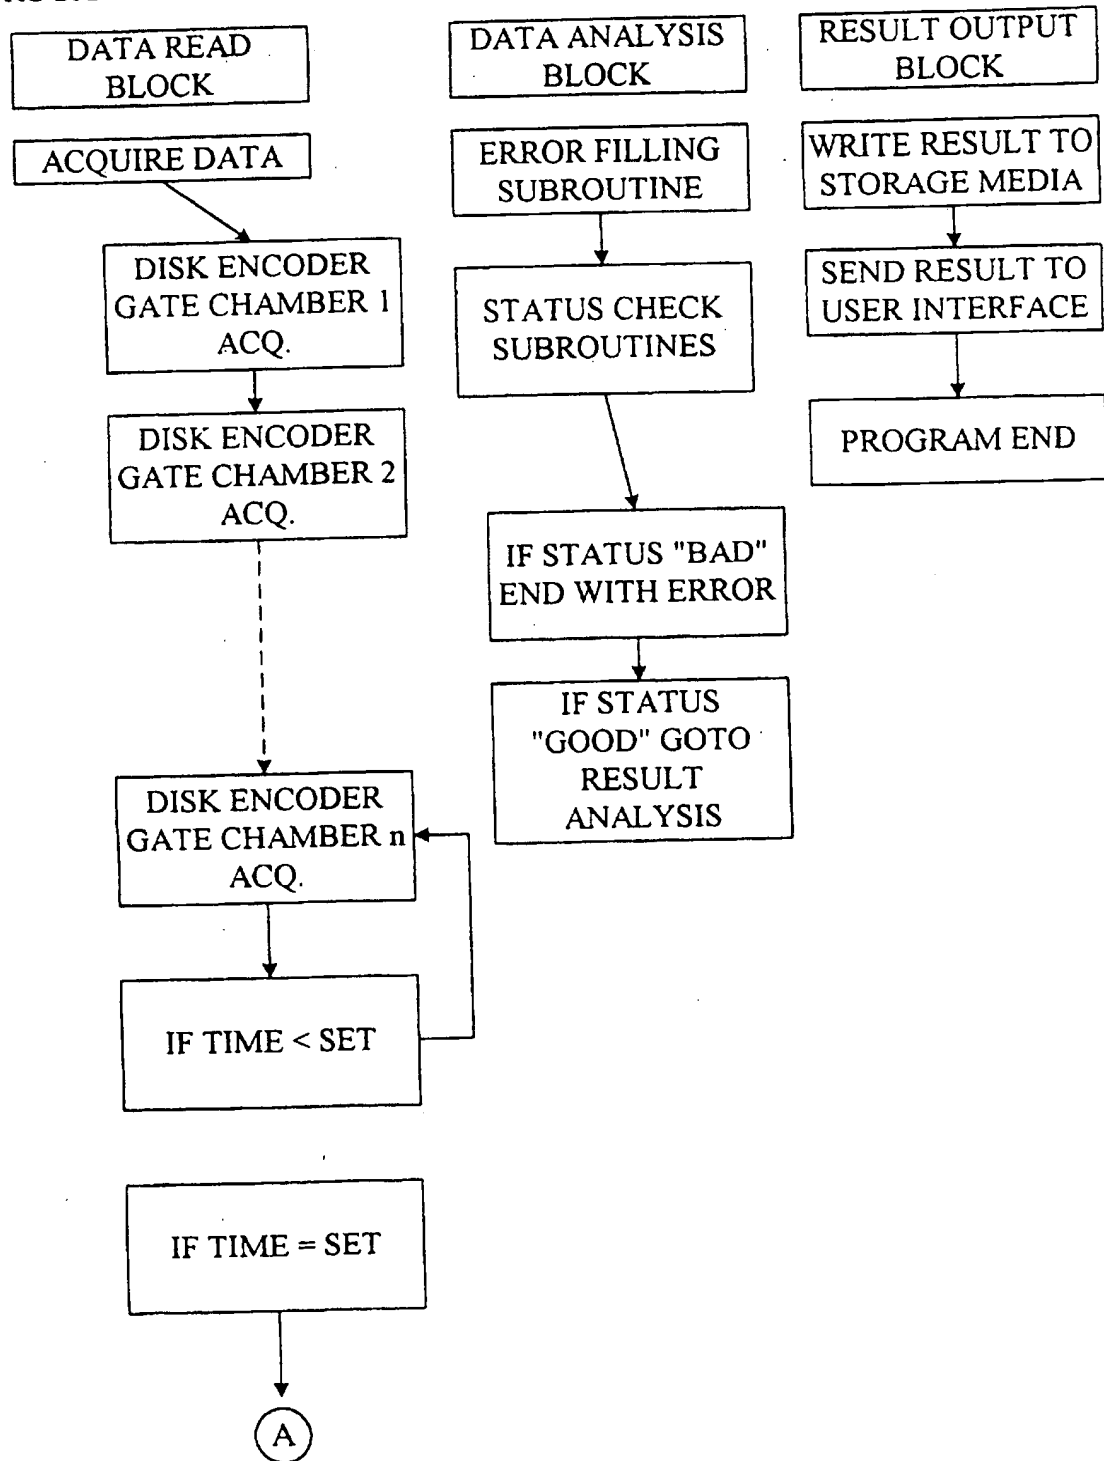 DATA READ
BLOCK
ACQUIRE DATA
DISK ENCODER
GATE CHAMBER 1
ACQ.
DISK ENCODER
GATE CHAMBER 2
ACQ.
DISK ENCODER
GATE CHAMBER n
ACQ.
IF TIME < SET
IF TIME = SET
A
DATA ANALYSIS
BLOCK
ERROR FILLING
SUBROUTINE
STATUS CHECK
SUBROUTINES
IF STATUS "BAD"
END WITH ERROR
IF STATUS
"GOOD" GOTO
RESULT
ANALYSIS
RESULT OUTPUT
BLOCK
WRITE RESULT TO
STORAGE MEDIA
SEND RESULT TO
USER INTERFACE
PROGRAM END